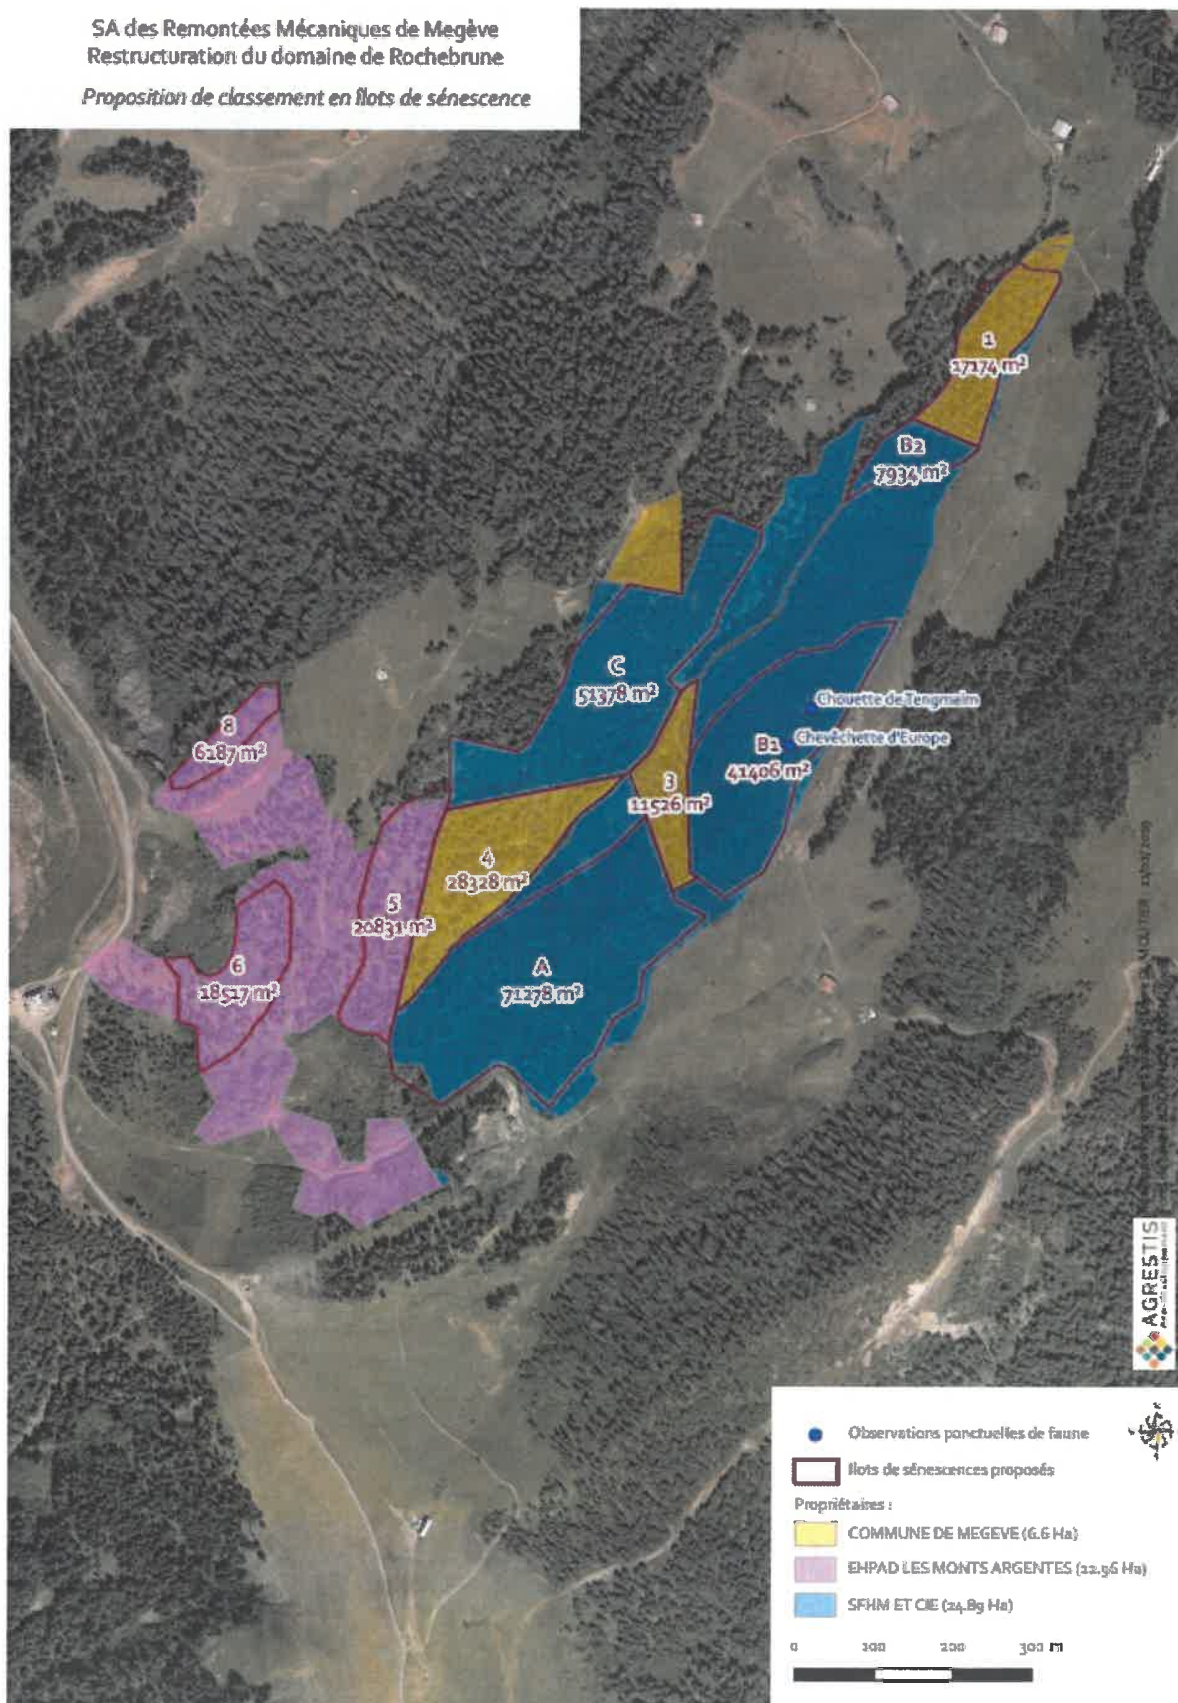 SA des Remontées Mécaniques de Megève
Restructuration du domaine de Rochebrune
Proposition de classement en îlots de sénescence
1
17174 m²
B2
7934 m²
C
51378 m²
Chouette de Tengmalm
Chevêchette d'Europe
B1
41406 m²
3
11526 m²
8
6187 m²
4
28328 m²
5
20831 m²
6
18517 m²
A
71278 m²
AGRESTIS
Observations ponctuelles de faune
Ilots de sénescences proposés
Propriétaires :
COMMUNE DE MEGEVE (6.6 Ha)
EHPAD LES MONTS ARGENTES (12.96 Ha)
SFHM ET CIE (24.89 Ha)
0 100 200 300 m